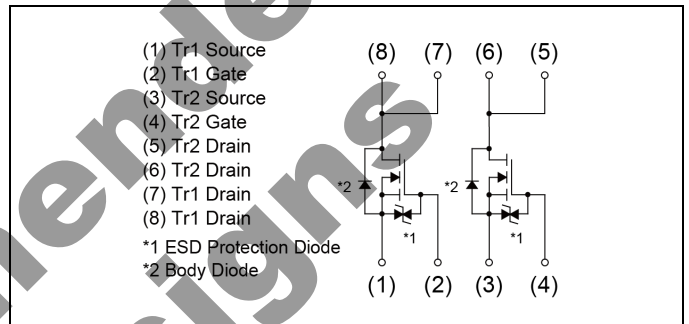 (1) Tr1 Source
(2) Tr1 Gate
(3) Tr2 Source
(4) Tr2 Gate
(5) Tr2 Drain
(6) Tr2 Drain
(7) Tr1 Drain
(8) Tr1 Drain
*1 ESD Protection Diode
*2 Body Diode
(8) (7) (6) (5)
*2 *2
*1 *1
(1) (2) (3) (4)